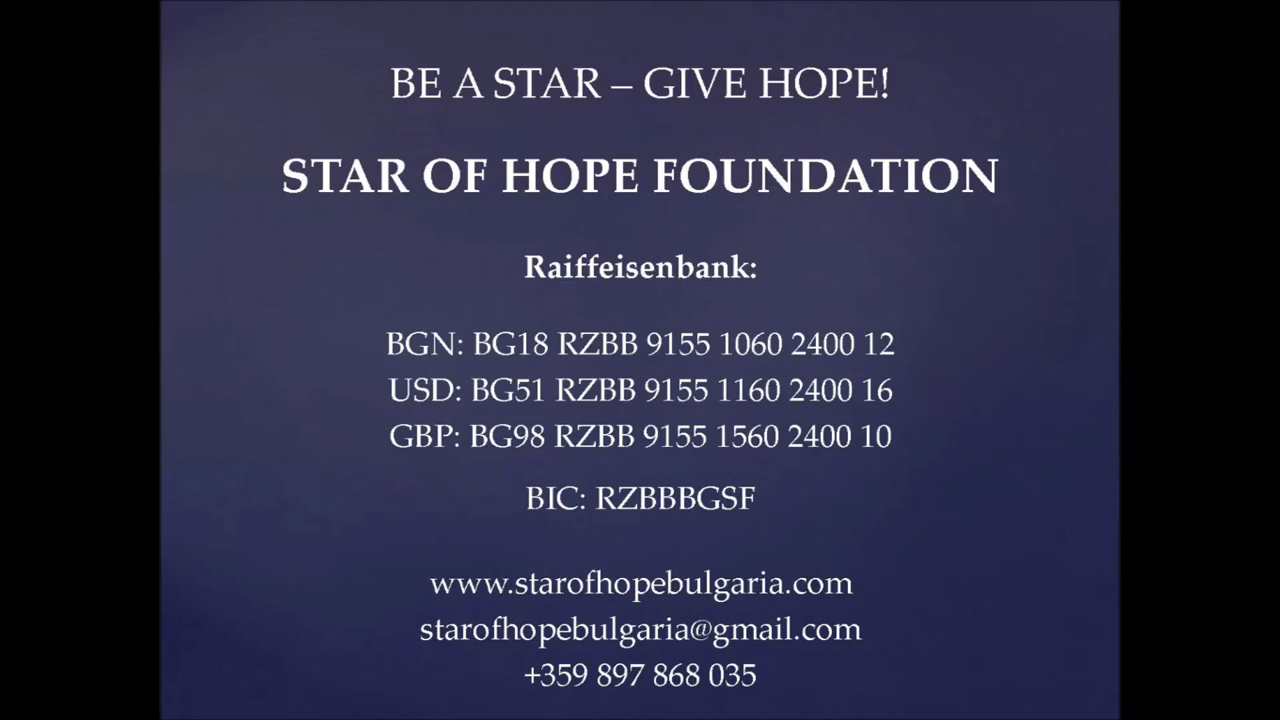 BE A STAR – GIVE HOPE!
STAR OF HOPE FOUNDATION
Raiffeisenbank:
BGN: BG18 RZBB 9155 1060 2400 12
USD: BG51 RZBB 9155 1160 2400 16
GBP: BG98 RZBB 9155 1560 2400 10
BIC: RZBBBGSF
www.starofhopebulgaria.com
starofhopebulgaria@gmail.com
+359 897 868 035